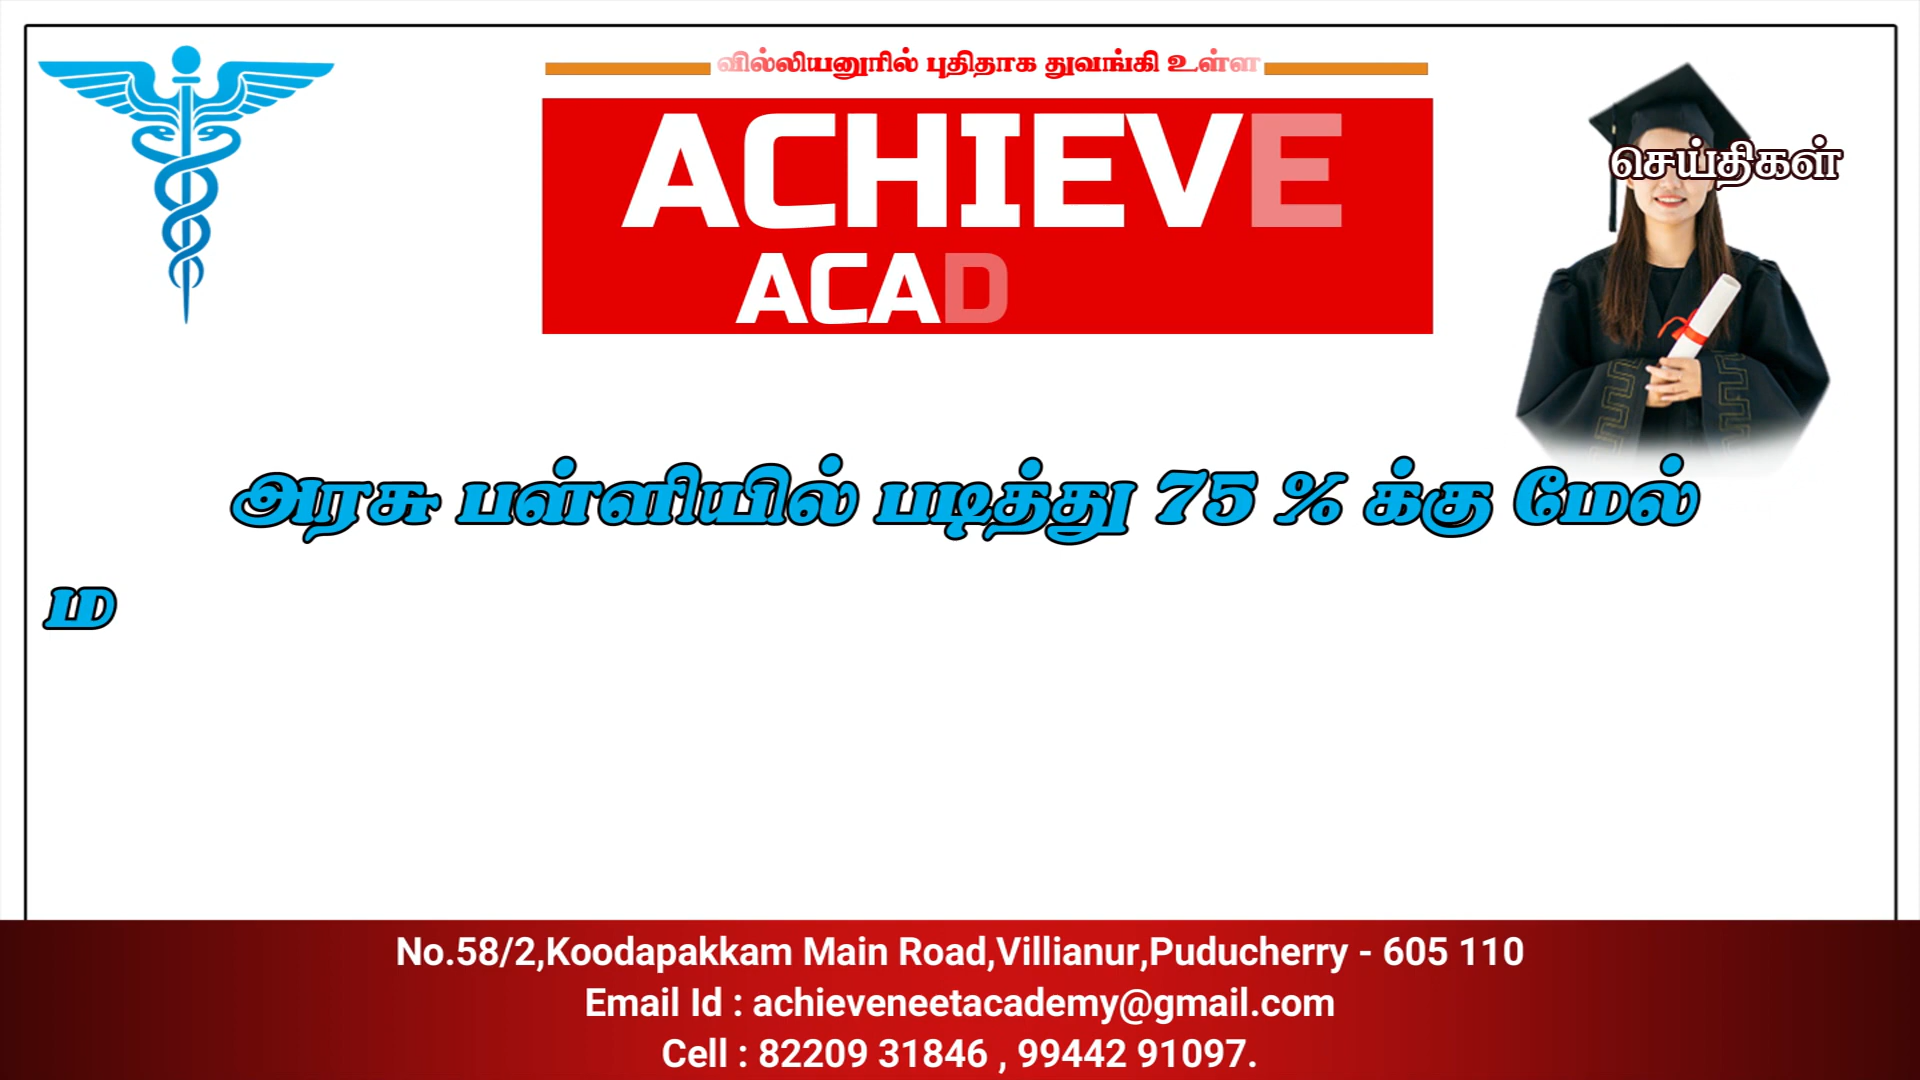 வில்லியனூரில் புதிதாக துவங்கி உள்ள
ACHIEVE
ACAD
செய்திகள்
அரசு பள்ளியில் படித்து 75 % க்கு மேல்
ம
No.58/2,Koodapakkam Main Road,Villianur,Puducherry - 605 110
Email Id : achieveneetacademy@gmail.com
Cell : 82209 31846 , 99442 91097.